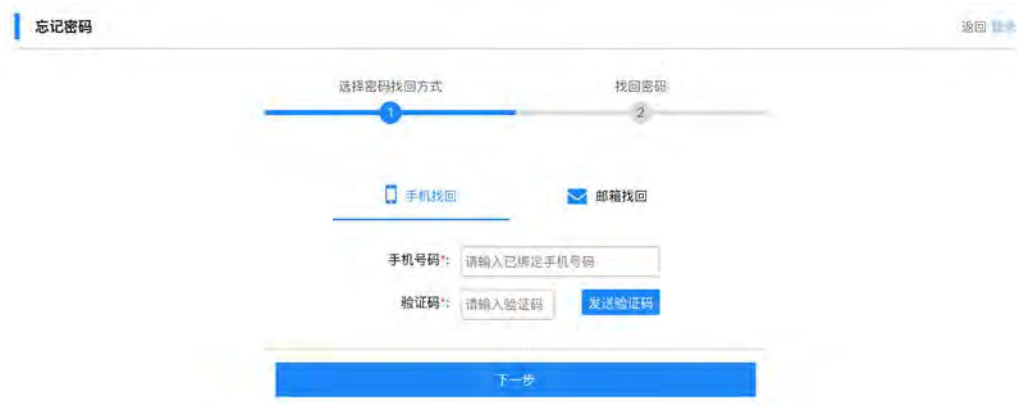 忘记密码
返回 登录
选择密码找回方式
找回密码
1
2
手机找回
邮箱找回
手机号码*: 请输入已绑定手机号码
验证码*: 请输入验证码 发送验证码
下一步